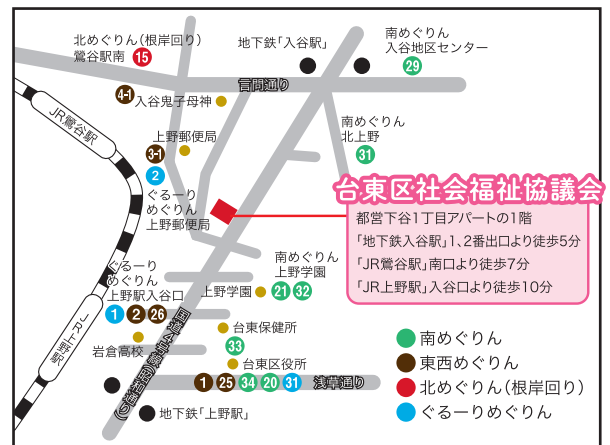 北めぐりん（根岸回り）
鶯谷駅南 15
地下鉄「入谷駅」
南めぐりん
入谷地区センター
29
言問通り
4-1
入谷鬼子母神
JR鶯谷駅
上野郵便局
3-1
2
ぐるーり
めぐりん
上野郵便局
南めぐりん
北上野
31
台東区社会福祉協議会
都営下谷1丁目アパートの1階
「地下鉄入谷駅」1、2番出口より徒歩5分
「JR鶯谷駅」南口より徒歩7分
「JR上野駅」入谷口より徒歩10分
ぐるーり
めぐりん
上野駅入谷口
1 2 26
南めぐりん
上野学園
上野学園
21 32
JR上野駅
岩倉高校
国道4号線（昭和通り）
台東保健所
33
台東区役所
1 25 34 20 31
浅草通り
地下鉄「上野駅」
南めぐりん
東西めぐりん
北めぐりん（根岸回り）
ぐるーりめぐりん